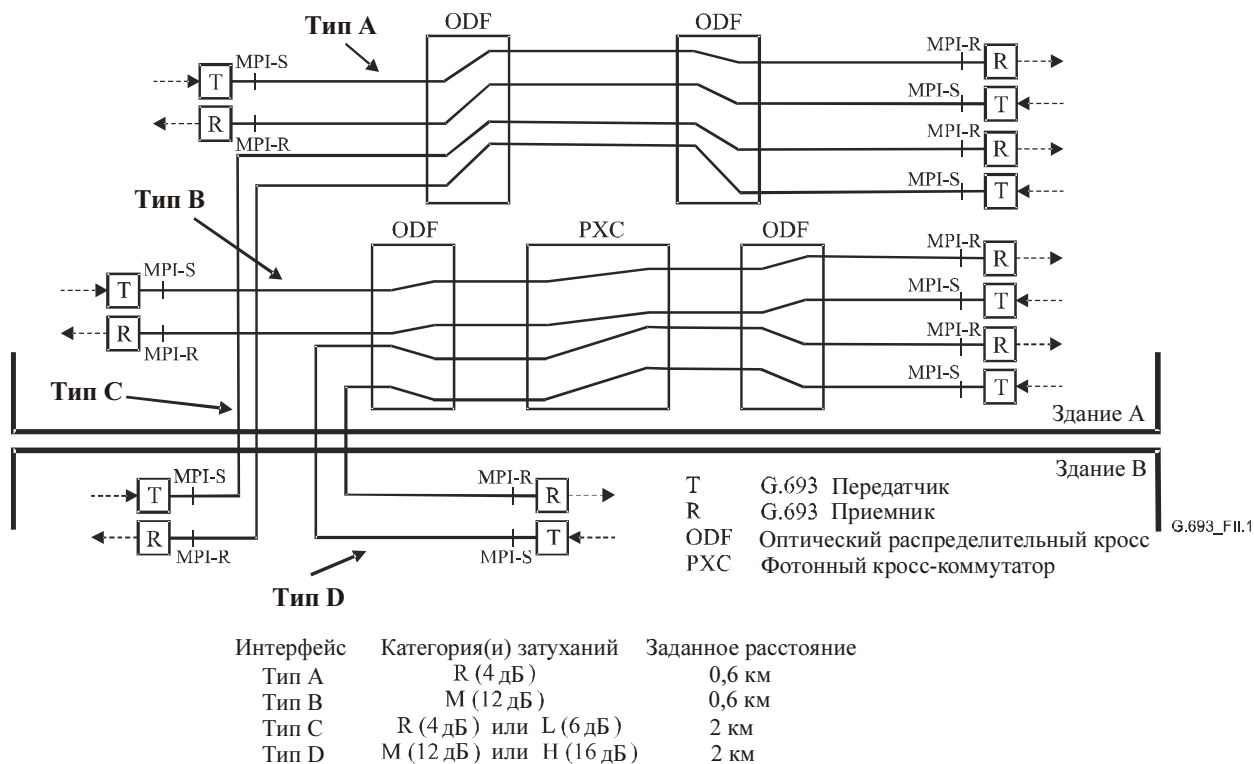 Тип A
ODF
ODF
MPI-S
MPI-R
T
R
MPI-S
R
T
MPI-R
MPI-R
R
MPI-S
T
Тип B
ODF
PXC
ODF
MPI-S
MPI-R
T
R
MPI-S
R
T
MPI-R
MPI-R
R
MPI-S
T
Тип C
Здание A
Здание B
MPI-S
MPI-R
T
R
R
T
MPI-R
MPI-S
Тип D
T G.693 Передатчик
R G.693 Приемник
ODF Оптический распределительный кросс
PXC Фотонный кросс-коммутатор
G.693_FII.1
Интерфейс Категория(и) затуханий Заданное расстояние
Тип A R (4 дБ) 0,6 км
Тип B M (12 дБ) 0,6 км
Тип C R (4 дБ) или L (6 дБ) 2 км
Тип D M (12 дБ) или H (16 дБ) 2 км